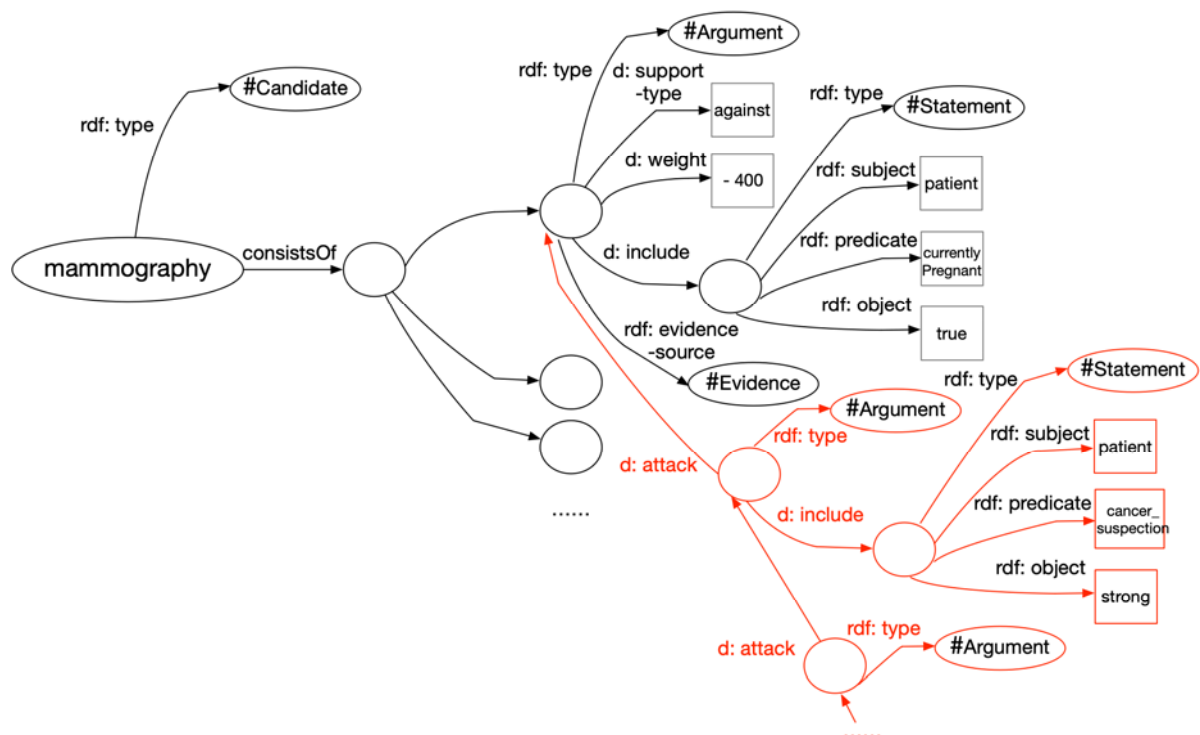 #Argument
rdf: type
d: support
-type
against
#Candidate
rdf: type
rdf: type
#Statement
d: weight
- 400
rdf: subject
patient
mammography
consistsOf
d: include
rdf: predicate
currently
Pregnant
rdf: object
true
rdf: evidence
-source
#Evidence
rdf: type
#Statement
#Argument
rdf: type
rdf: subject
patient
d: attack
d: include
rdf: predicate
cancer_
suspection
......
rdf: object
strong
d: attack
rdf: type
#Argument
......